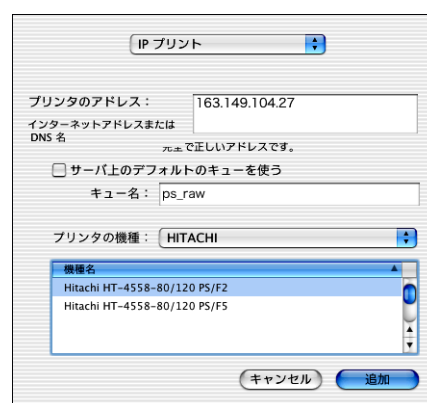 IP プリント
プリンタのアドレス：
163.149.104.27
インターネットアドレスまたは
DNS 名
で正しいアドレスです。
サーバ上のデフォルトのキューを使う
キュー名：
ps_raw
プリンタの機種：
HITACHI
機種名
Hitachi HT-4558-80/120 PS/F2
Hitachi HT-4558-80/120 PS/F5
キャンセル
追加